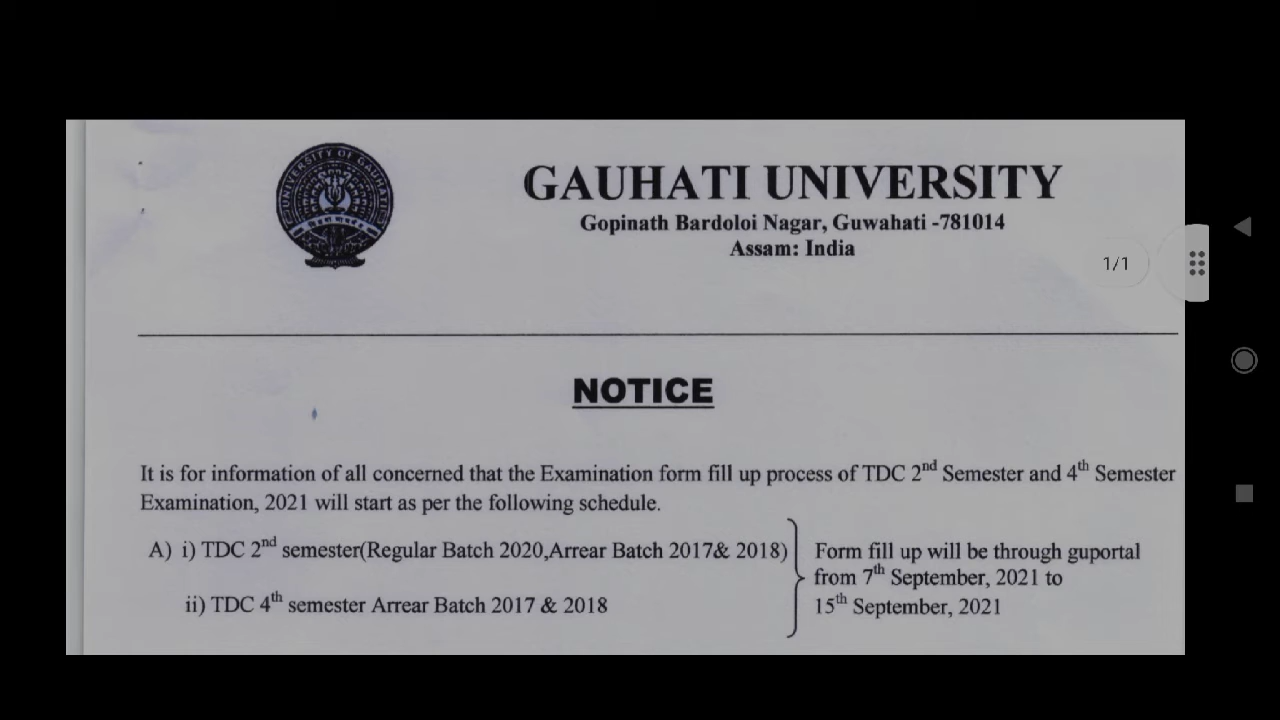 UNIVERSITY OF GAUHATI
GAUHATI UNIVERSITY
Gopinath Bardoloi Nagar, Guwahati -781014
Assam: India
1/1
NOTICE
It is for information of all concerned that the Examination form fill up process of TDC 2nd Semester and 4th Semester
Examination, 2021 will start as per the following schedule.
A) i) TDC 2nd semester(Regular Batch 2020,Arrear Batch 2017& 2018)
ii) TDC 4th semester Arrear Batch 2017 & 2018
Form fill up will be through guportal
from 7th September, 2021 to
15th September, 2021